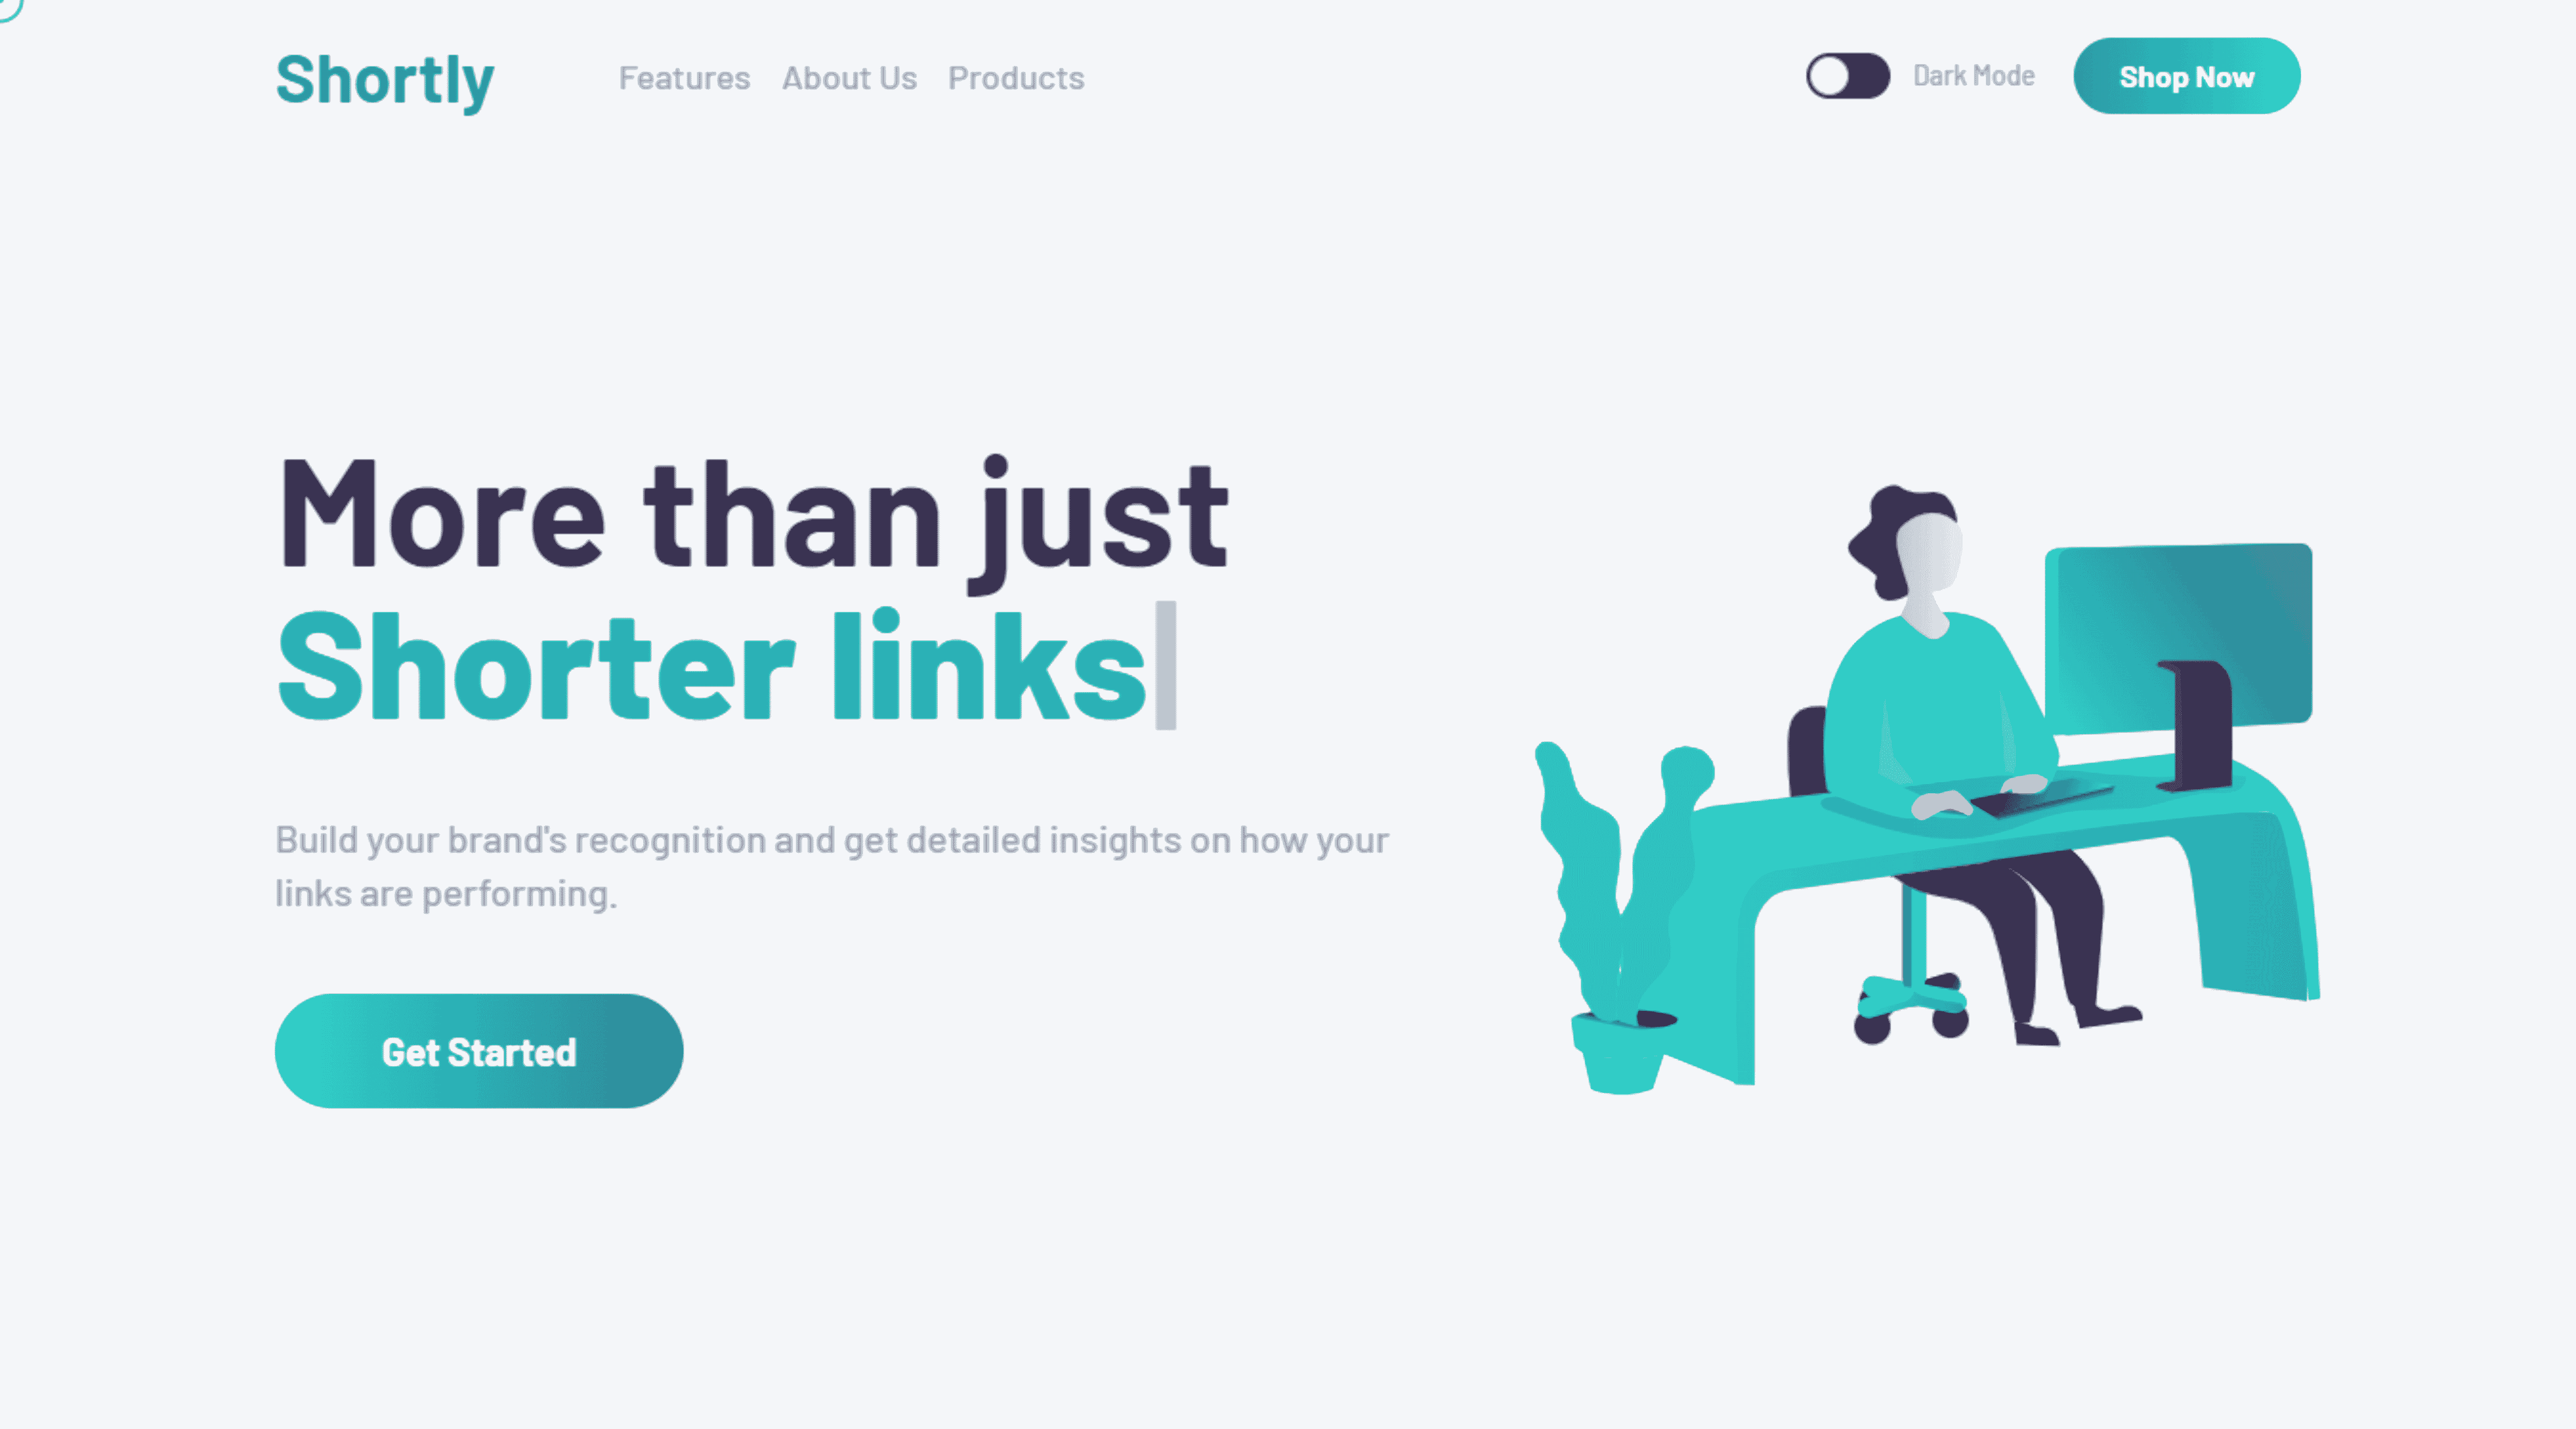 Shortly
Features About Us Products
Dark Mode
Shop Now
More than just
Shorter links
Build your brand's recognition and get detailed insights on how your
links are performing.
Get Started